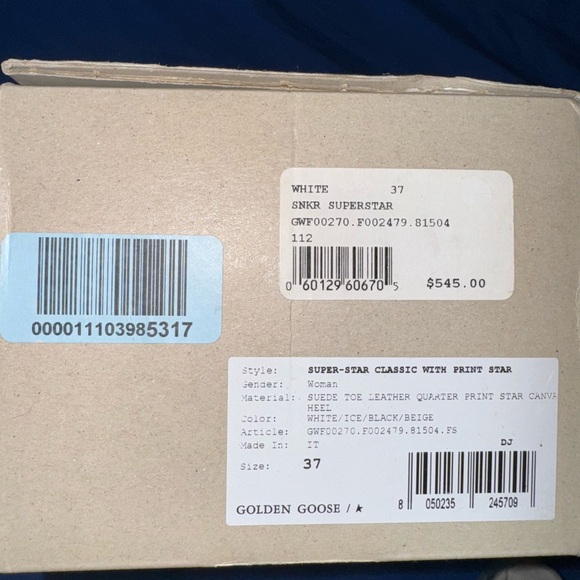 WHITE 37
SNKR SUPERSTAR
GWF00270.F002479.81504
112
0 60129 60670 5 $545.00
000011103985317
Style: SUPER-STAR CLASSIC WITH PRINT STAR
Gender: Woman
Material: SUEDE TOE LEATHER QUARTER PRINT STAR CANVA
HEEL
Color: WHITE/ICE/BLACK/BEIGE
Article: GWF00270.F002479.81504.FS
Made In: IT
DJ
Size: 37
8 050235 245709
GOLDEN GOOSE / ★